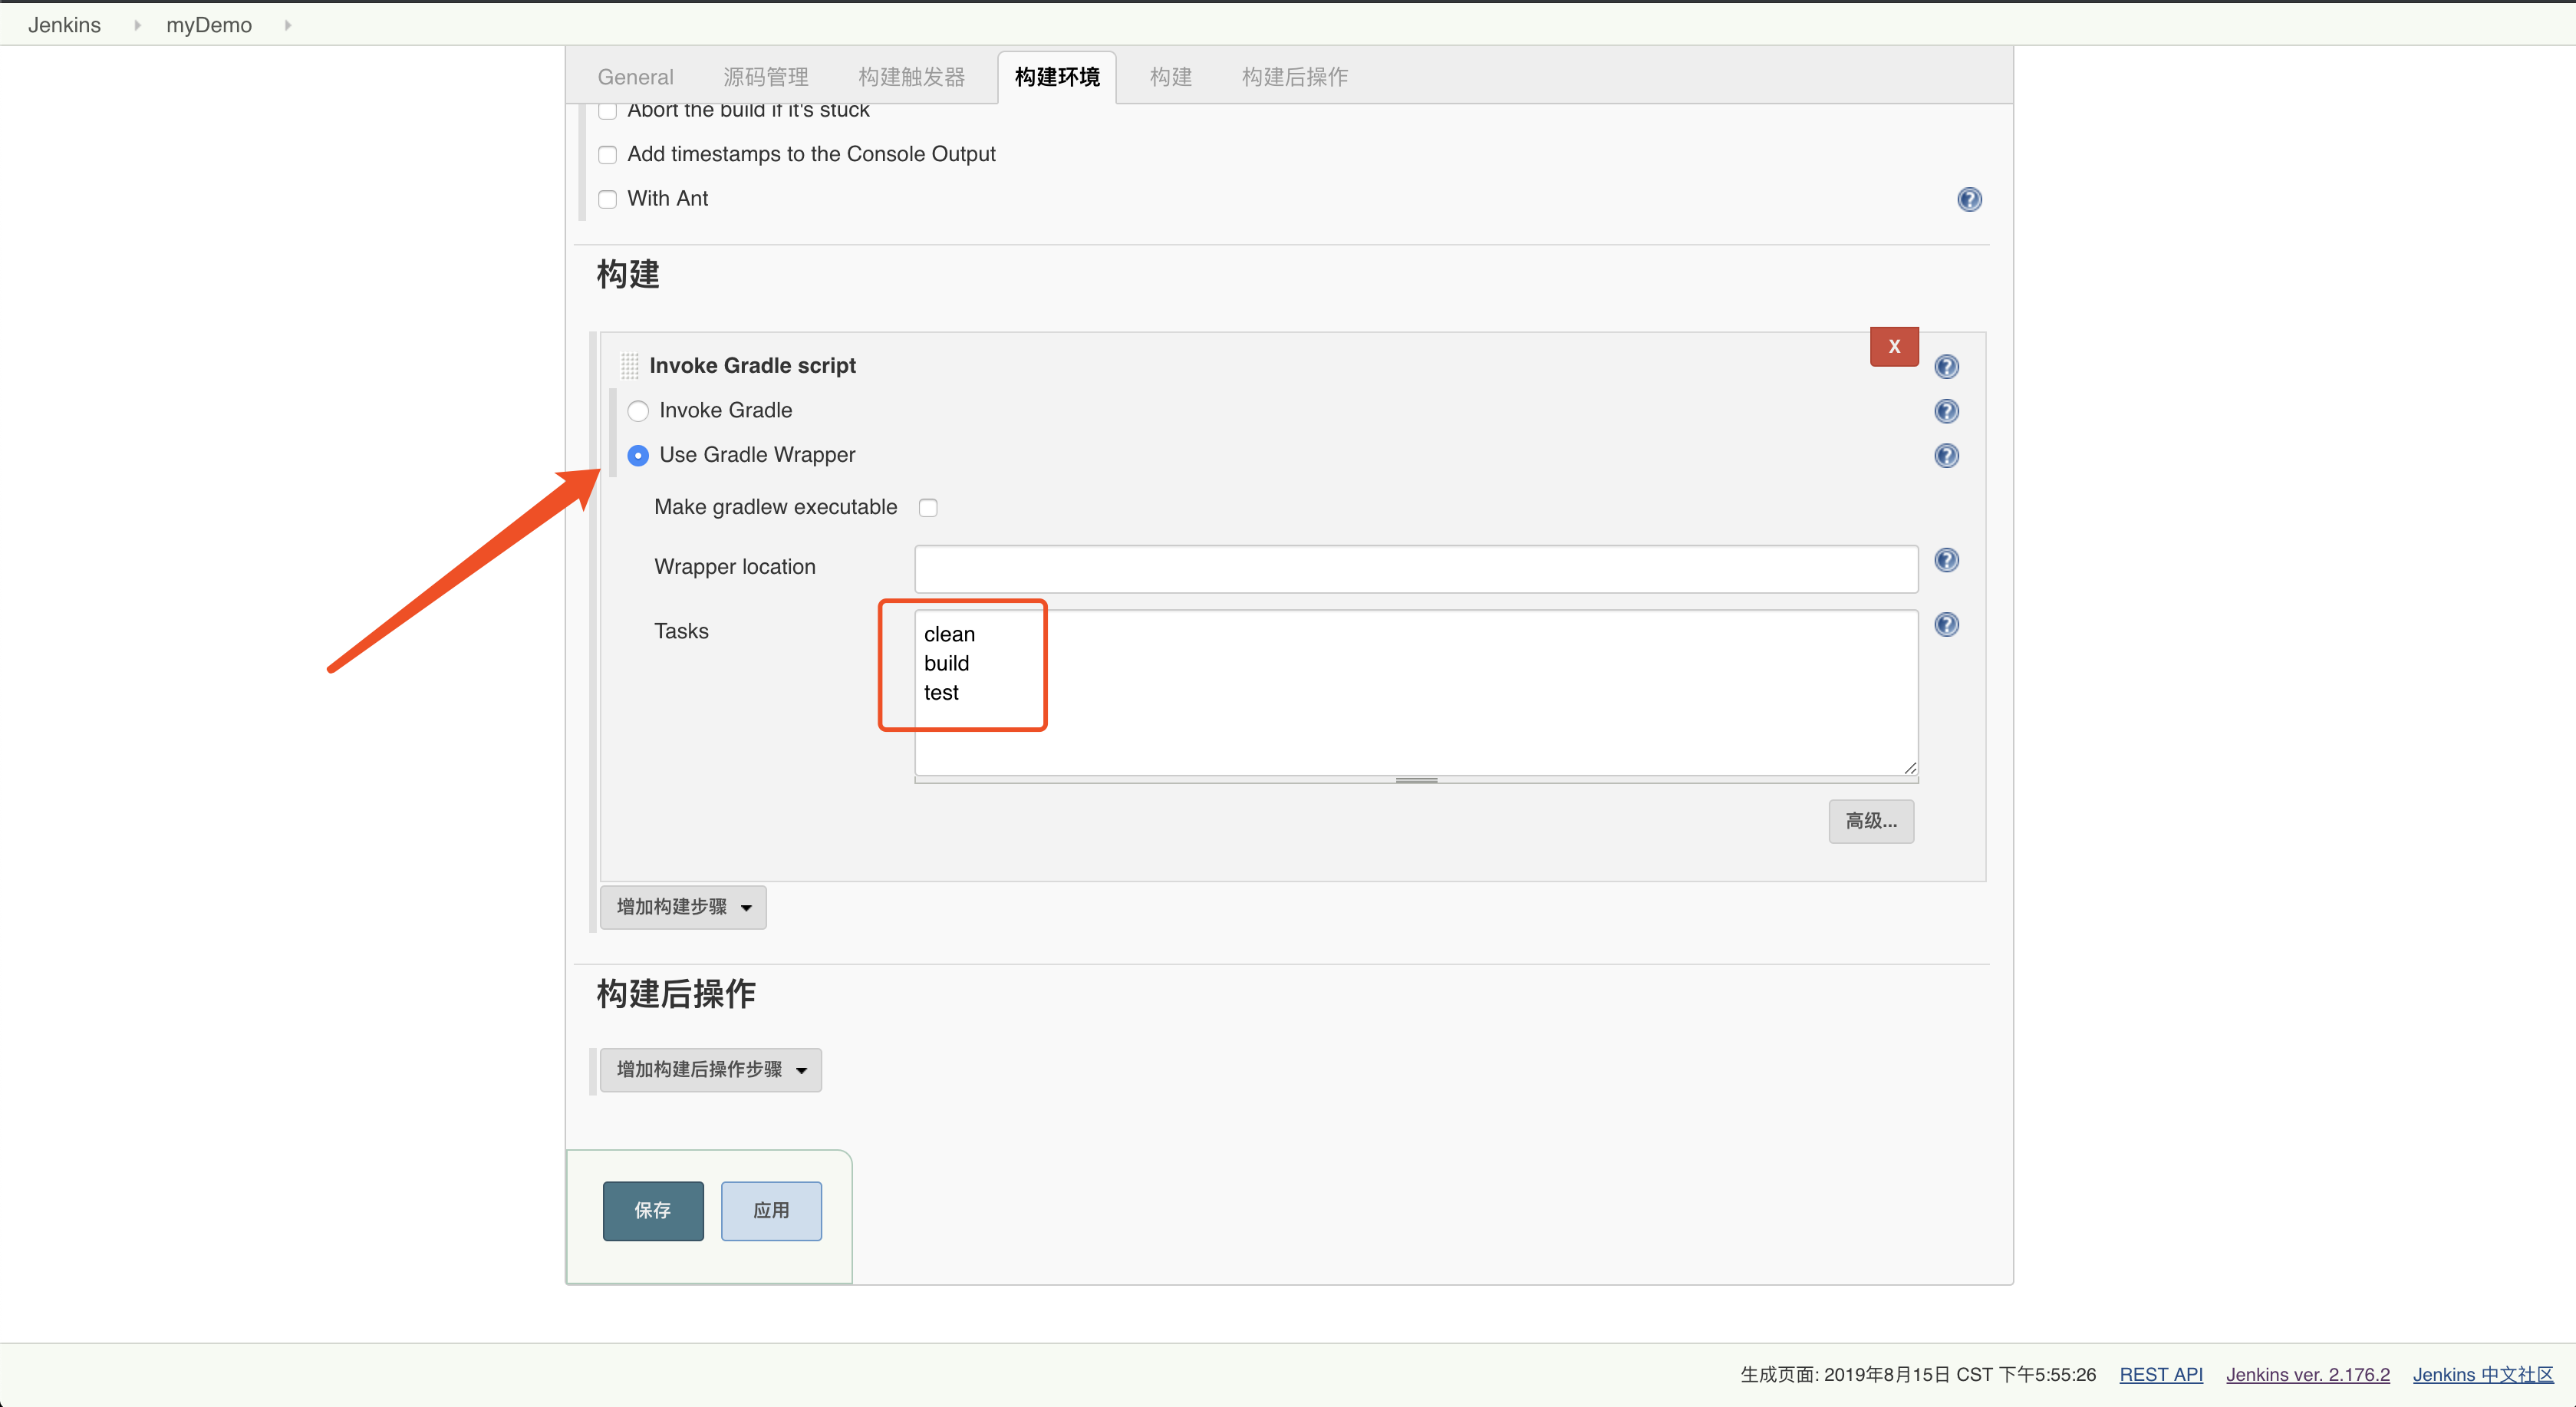 Jenkins myDemo
General 源码管理 构建触发器 构建环境 构建 构建后操作
Abort the build if it's stuck
Add timestamps to the Console Output
With Ant
构建
X
Invoke Gradle script
Invoke Gradle
Use Gradle Wrapper
Make gradlew executable
Wrapper location
Tasks
clean
build
test
高级...
增加构建步骤
构建后操作
增加构建后操作步骤
保存 应用
生成页面: 2019年8月15日 CST 下午5:55:26 REST API Jenkins ver. 2.176.2 Jenkins 中文社区